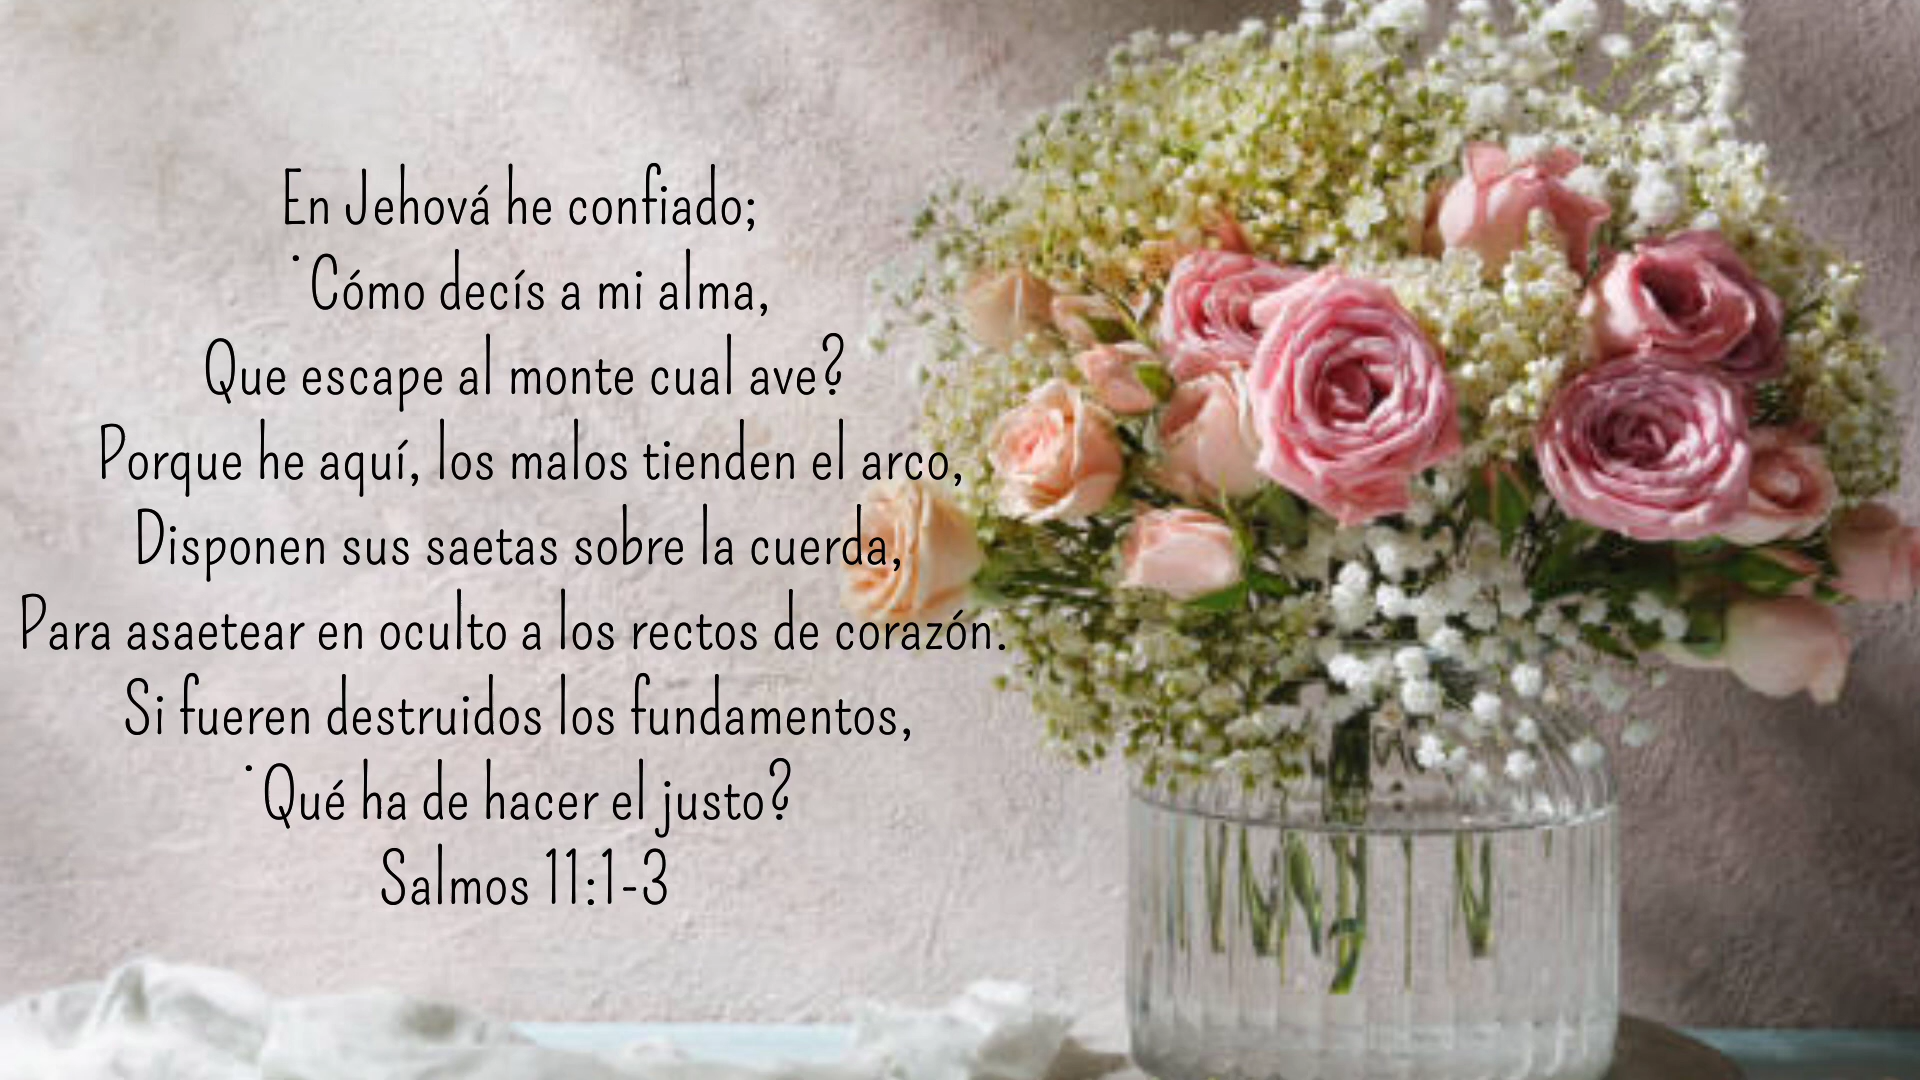 En Jehová he confiado;
˙Cómo decís a mi alma,
Que escape al monte cual ave?
Porque he aquí, los malos tienden el arco,
Disponen sus saetas sobre la cuerda,
Para asaetear en oculto a los rectos de corazón.
Si fueren destruidos los fundamentos,
˙Qué ha de hacer el justo?
Salmos 11:1-3